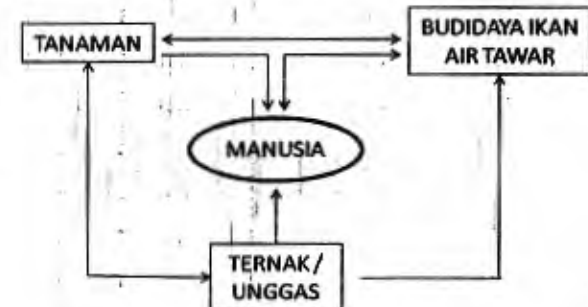 TANAMAN
BUDIDAYA IKAN
AIR TAWAR
MANUSIA
TERNAK/
UNGGAS